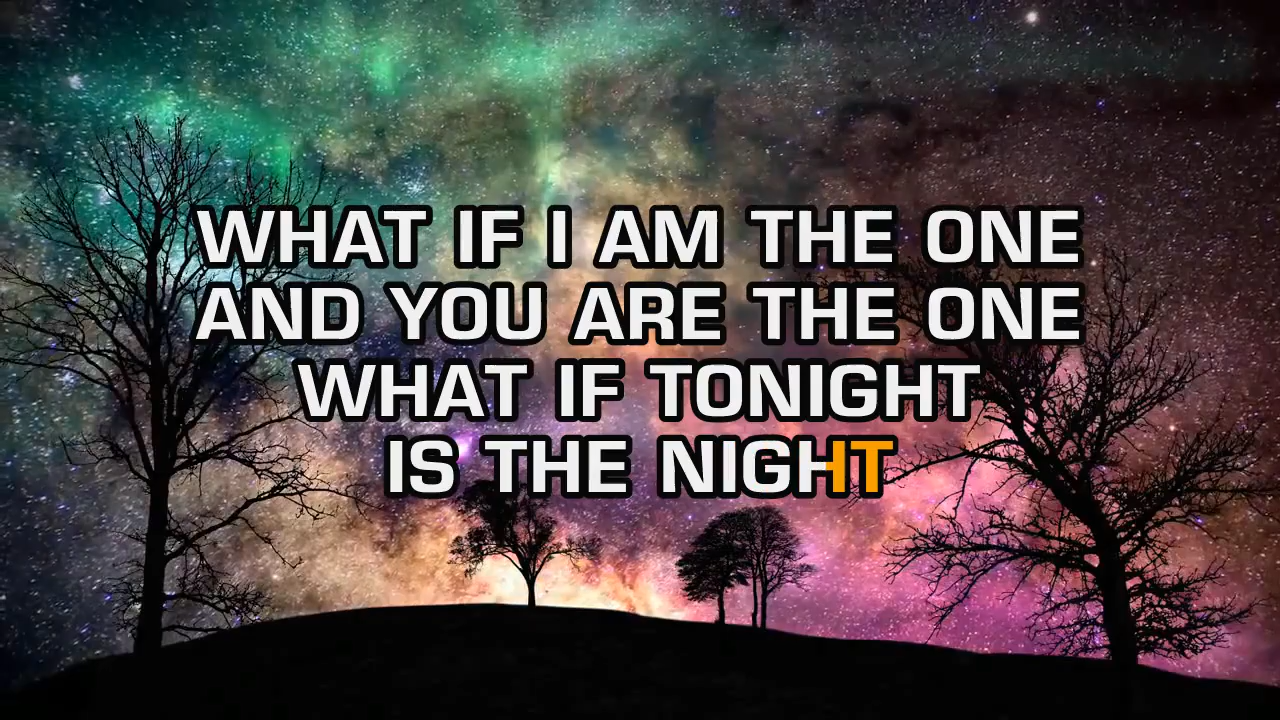 WHAT IF I AM THE ONE
AND YOU ARE THE ONE
WHAT IF TONIGHT
IS THE NIGHT